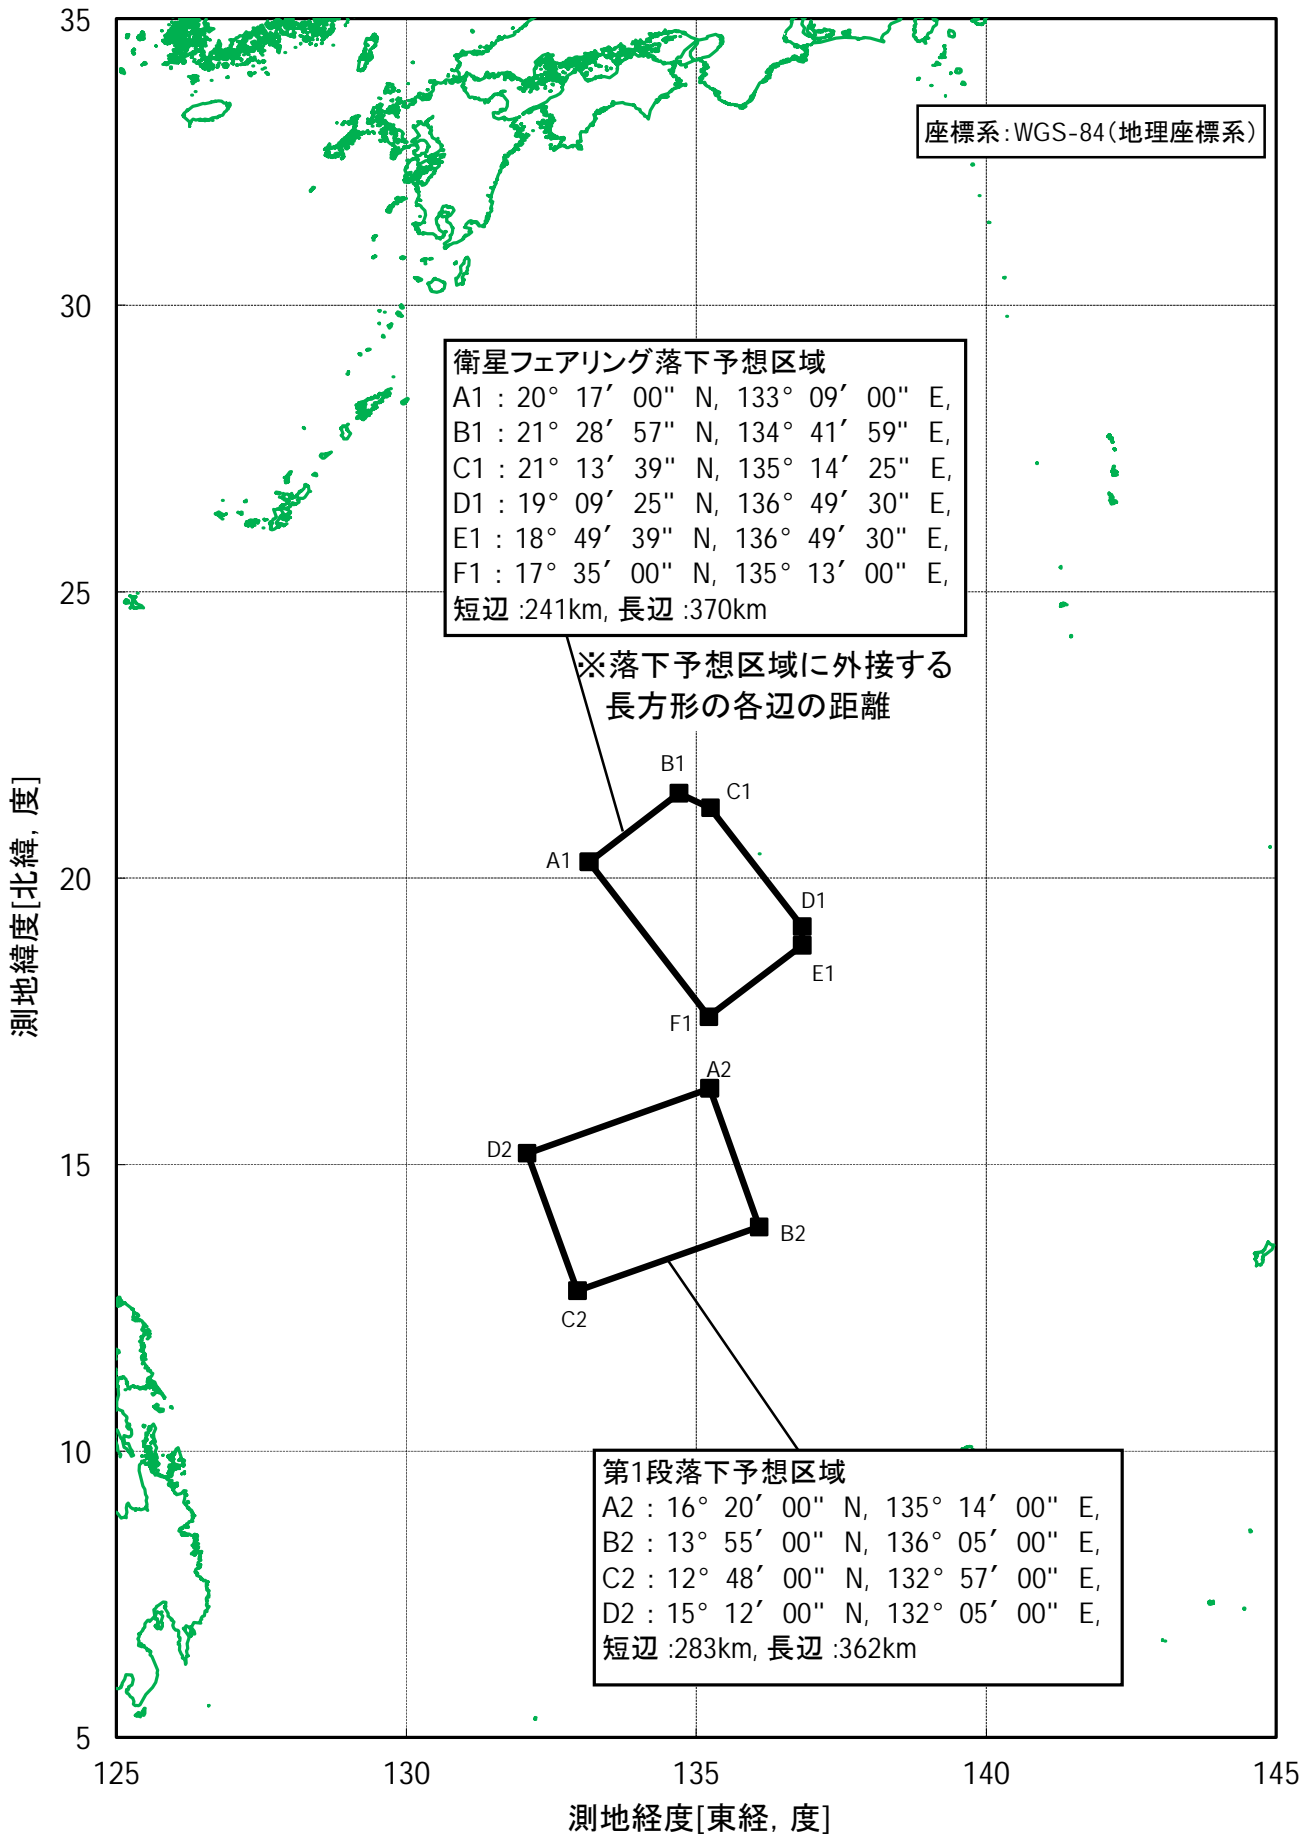 35
座標系:WGS-84(地理座標系)
30
衛星フェアリング落下予想区域
A1 : 20° 17′ 00" N, 133° 09′ 00" E,
B1 : 21° 28′ 57" N, 134° 41′ 59" E,
C1 : 21° 13′ 39" N, 135° 14′ 25" E,
D1 : 19° 09′ 25" N, 136° 49′ 30" E,
E1 : 18° 49′ 39" N, 136° 49′ 30" E,
F1 : 17° 35′ 00" N, 135° 13′ 00" E,
短辺 :241km, 長辺 :370km
25
※落下予想区域に外接する
長方形の各辺の距離
B1
C1
A1
20
D1
E1
F1
A2
D2
15
B2
C2
測地緯度[北緯, 度]
10
第1段落下予想区域
A2 : 16° 20′ 00" N, 135° 14′ 00" E,
B2 : 13° 55′ 00" N, 136° 05′ 00" E,
C2 : 12° 48′ 00" N, 132° 57′ 00" E,
D2 : 15° 12′ 00" N, 132° 05′ 00" E,
短辺 :283km, 長辺 :362km
5
125 130 135 140 145
測地経度[東経, 度]